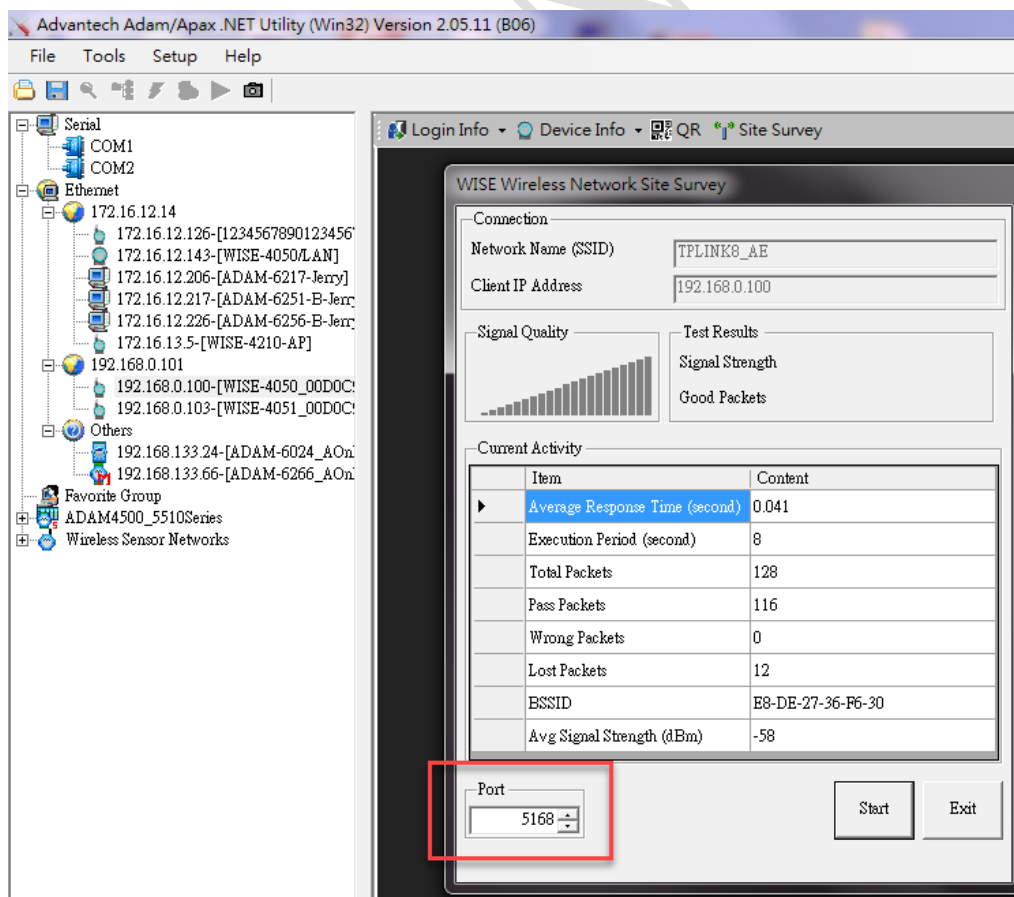 Advantech Adam/Apax .NET Utility (Win32) Version 2.05.11 (B06)
File Tools Setup Help
Serial
COM1
COM2
Ethernet
172.16.12.14
172.16.12.126-[1234567890123456
172.16.12.143-[WISE-4050/LAN]
172.16.12.206-[ADAM-6217-Jerry]
172.16.12.217-[ADAM-6251-B-Jerr
172.16.12.226-[ADAM-6256-B-Jerr
172.16.13.5-[WISE-4210-AP]
192.168.0.101
192.168.0.100-[WISE-4050_00D0C
192.168.0.103-[WISE-4051_00D0C
Others
192.168.133.24-[ADAM-6024_AOn
192.168.133.66-[ADAM-6266_AOn
Favorite Group
ADAM4500_5510Series
Wireless Sensor Networks
Login Info Device Info QR Site Survey
WISE Wireless Network Site Survey
Connection
Network Name (SSID) TPLINK8_AE
Client IP Address 192.168.0.100
Signal Quality
Test Results
Signal Strength
Good Packets
Current Activity
Item Content
Average Response Time (second) 0.041
Execution Period (second) 8
Total Packets 128
Pass Packets 116
Wrong Packets 0
Lost Packets 12
BSSID E8-DE-27-36-F6-30
Avg Signal Strength (dBm) -58
Port
5168
Start Exit